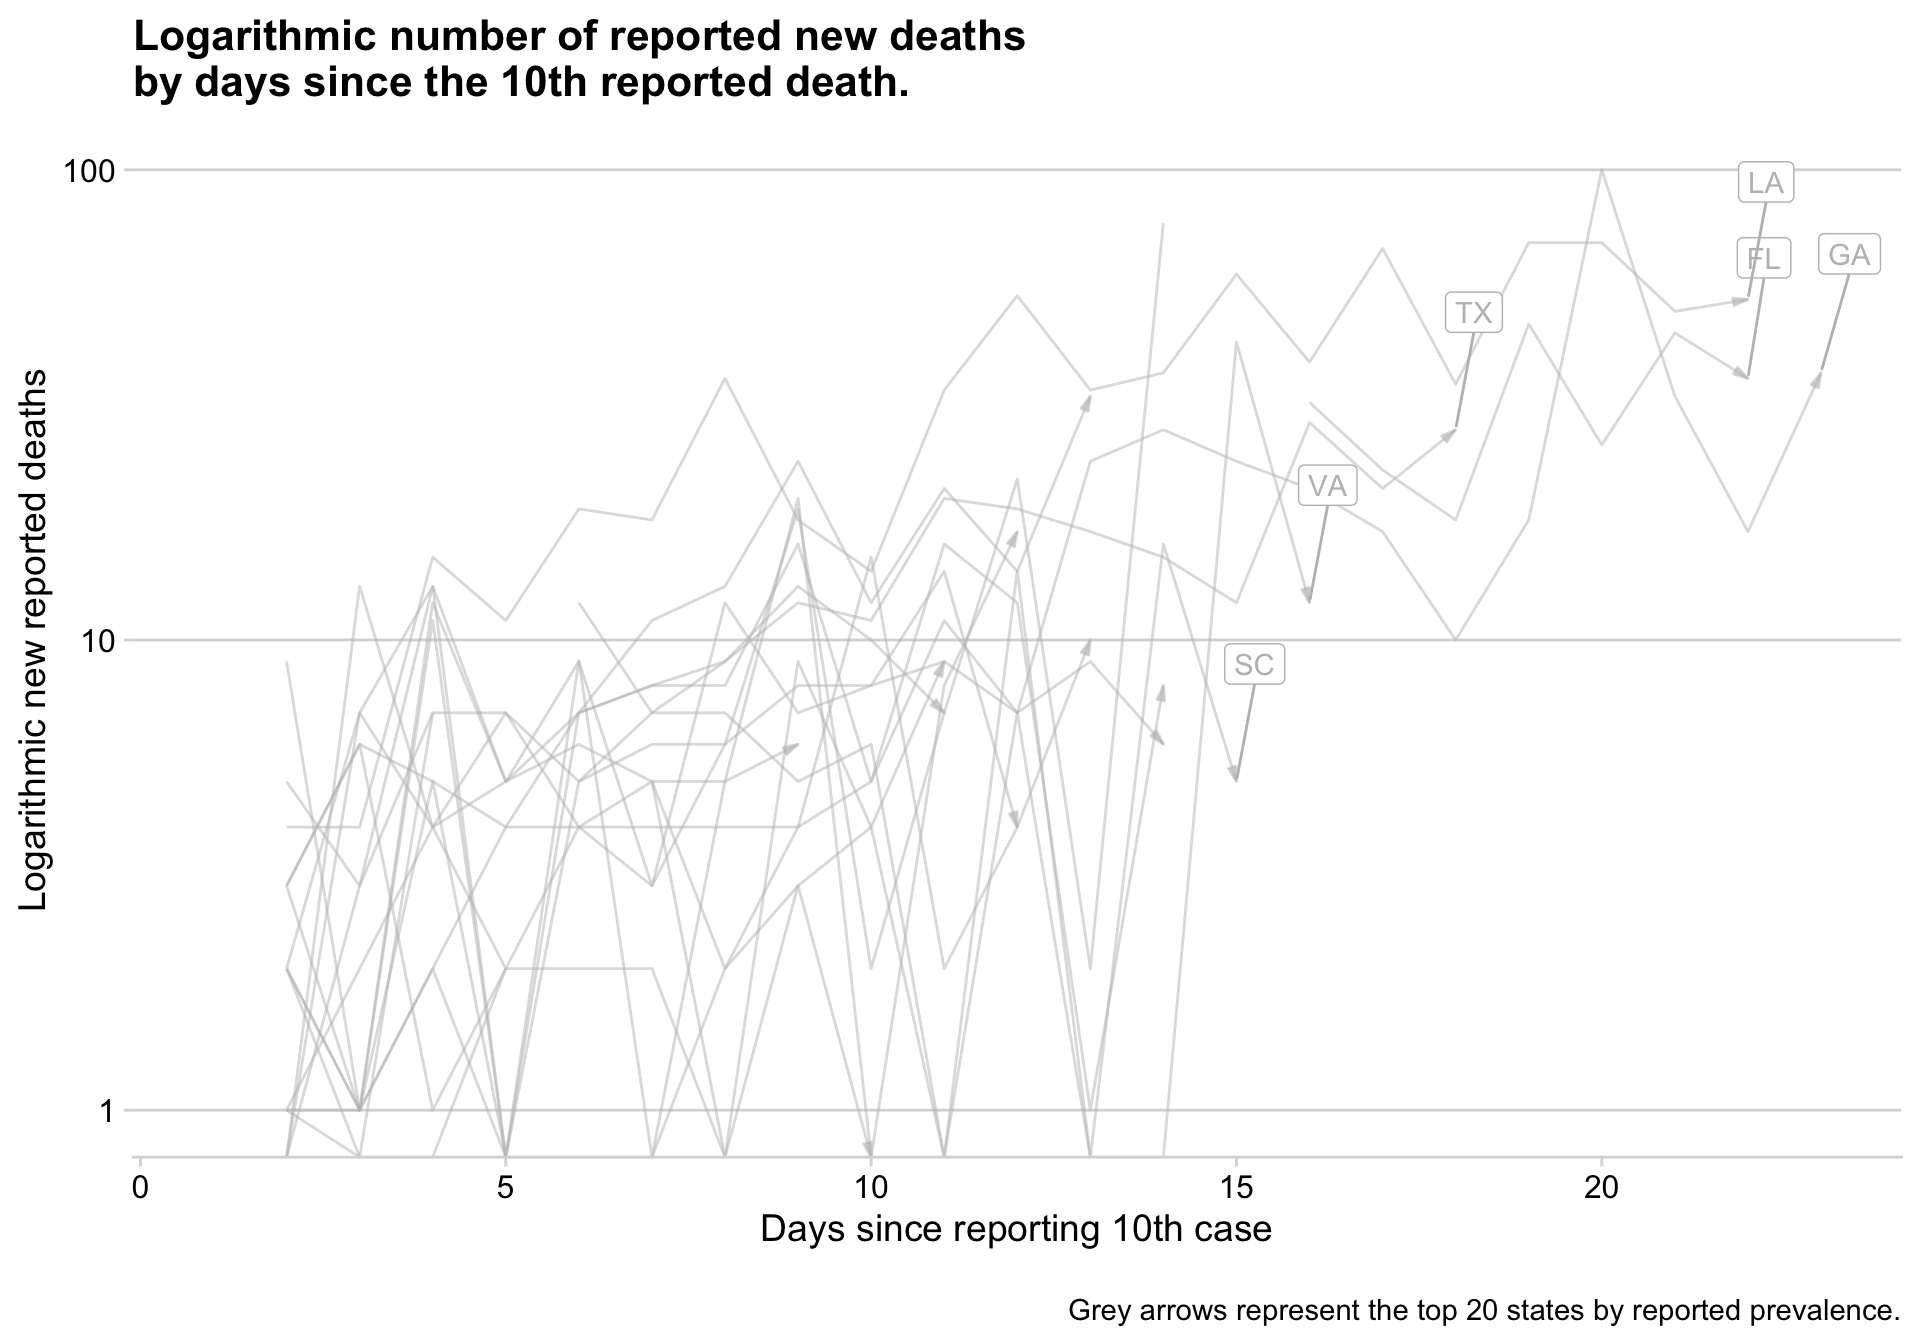 Logarithmic number of reported new deaths
by days since the 10th reported death.
100
10
1
Logarithmic new reported deaths
LA
FL
GA
TX
VA
SC
0
5
10
15
20
Days since reporting 10th case
Grey arrows represent the top 20 states by reported prevalence.